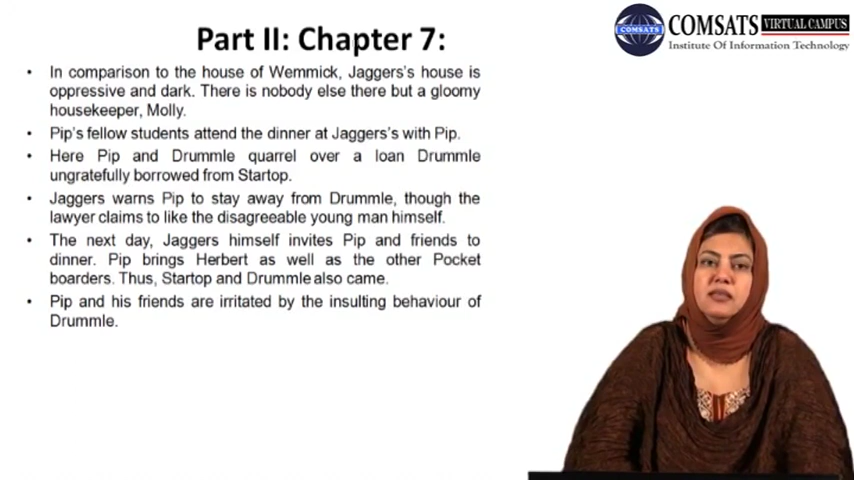 Part II: Chapter 7:
COMSATS
COMSATS VIRTUAL CAMPUS
Institute Of Information Technology
• In comparison to the house of Wemmick, Jaggers's house is
oppressive and dark. There is nobody else there but a gloomy
housekeeper, Molly.
• Pip's fellow students attend the dinner at Jaggers's with Pip.
• Here Pip and Drummle quarrel over a loan Drummle
ungratefully borrowed from Startop.
• Jaggers warns Pip to stay away from Drummle, though the
lawyer claims to like the disagreeable young man himself.
• The next day, Jaggers himself invites Pip and friends to
dinner. Pip brings Herbert as well as the other Pocket
boarders. Thus, Startop and Drummle also came.
• Pip and his friends are irritated by the insulting behaviour of
Drummle.